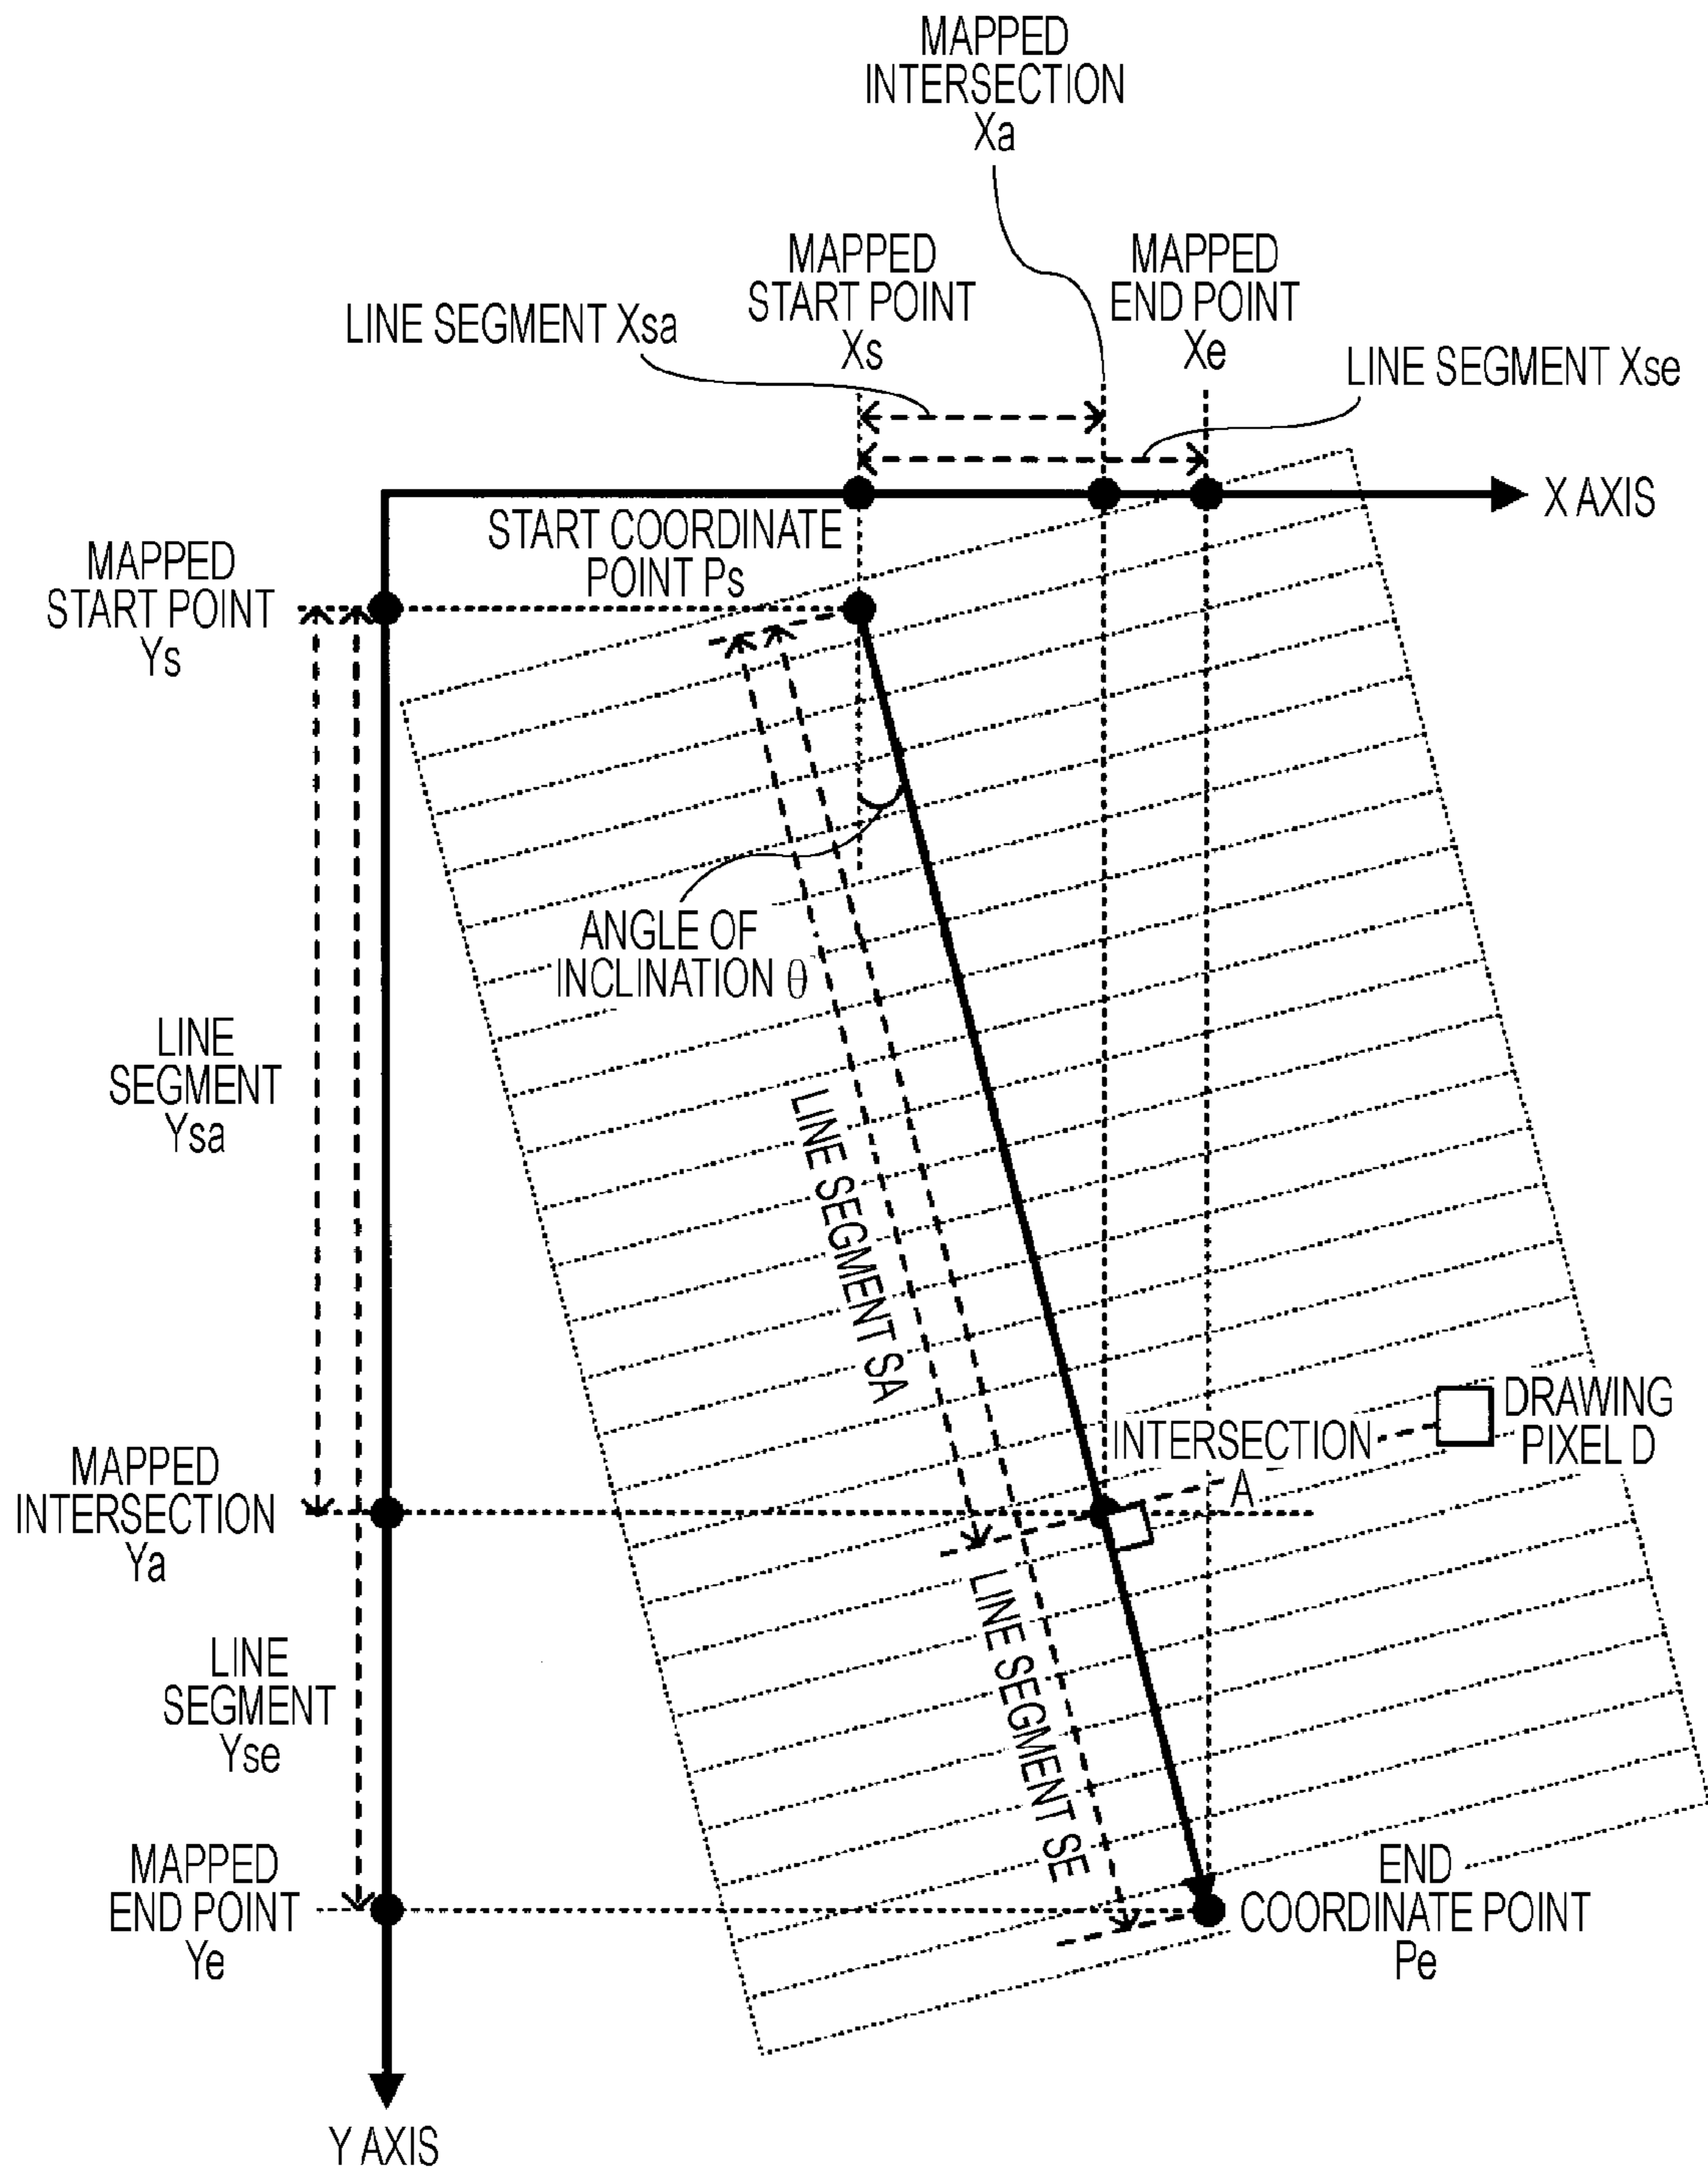 MAPPED
INTERSECTION
Xa
MAPPED
START POINT
Xs
MAPPED
END POINT
Xe
LINE SEGMENT Xsa
LINE SEGMENT Xse
X AXIS
START COORDINATE
POINT Ps
MAPPED
START POINT
Ys
ANGLE OF
INCLINATION θ
LINE
SEGMENT
Ysa
LINE SEGMENT SA
DRAWING
PIXEL D
INTERSECTION
A
MAPPED
INTERSECTION
Ya
LINE SEGMENT SE
LINE
SEGMENT
Yse
MAPPED
END POINT
Ye
END
COORDINATE POINT
Pe
Y AXIS